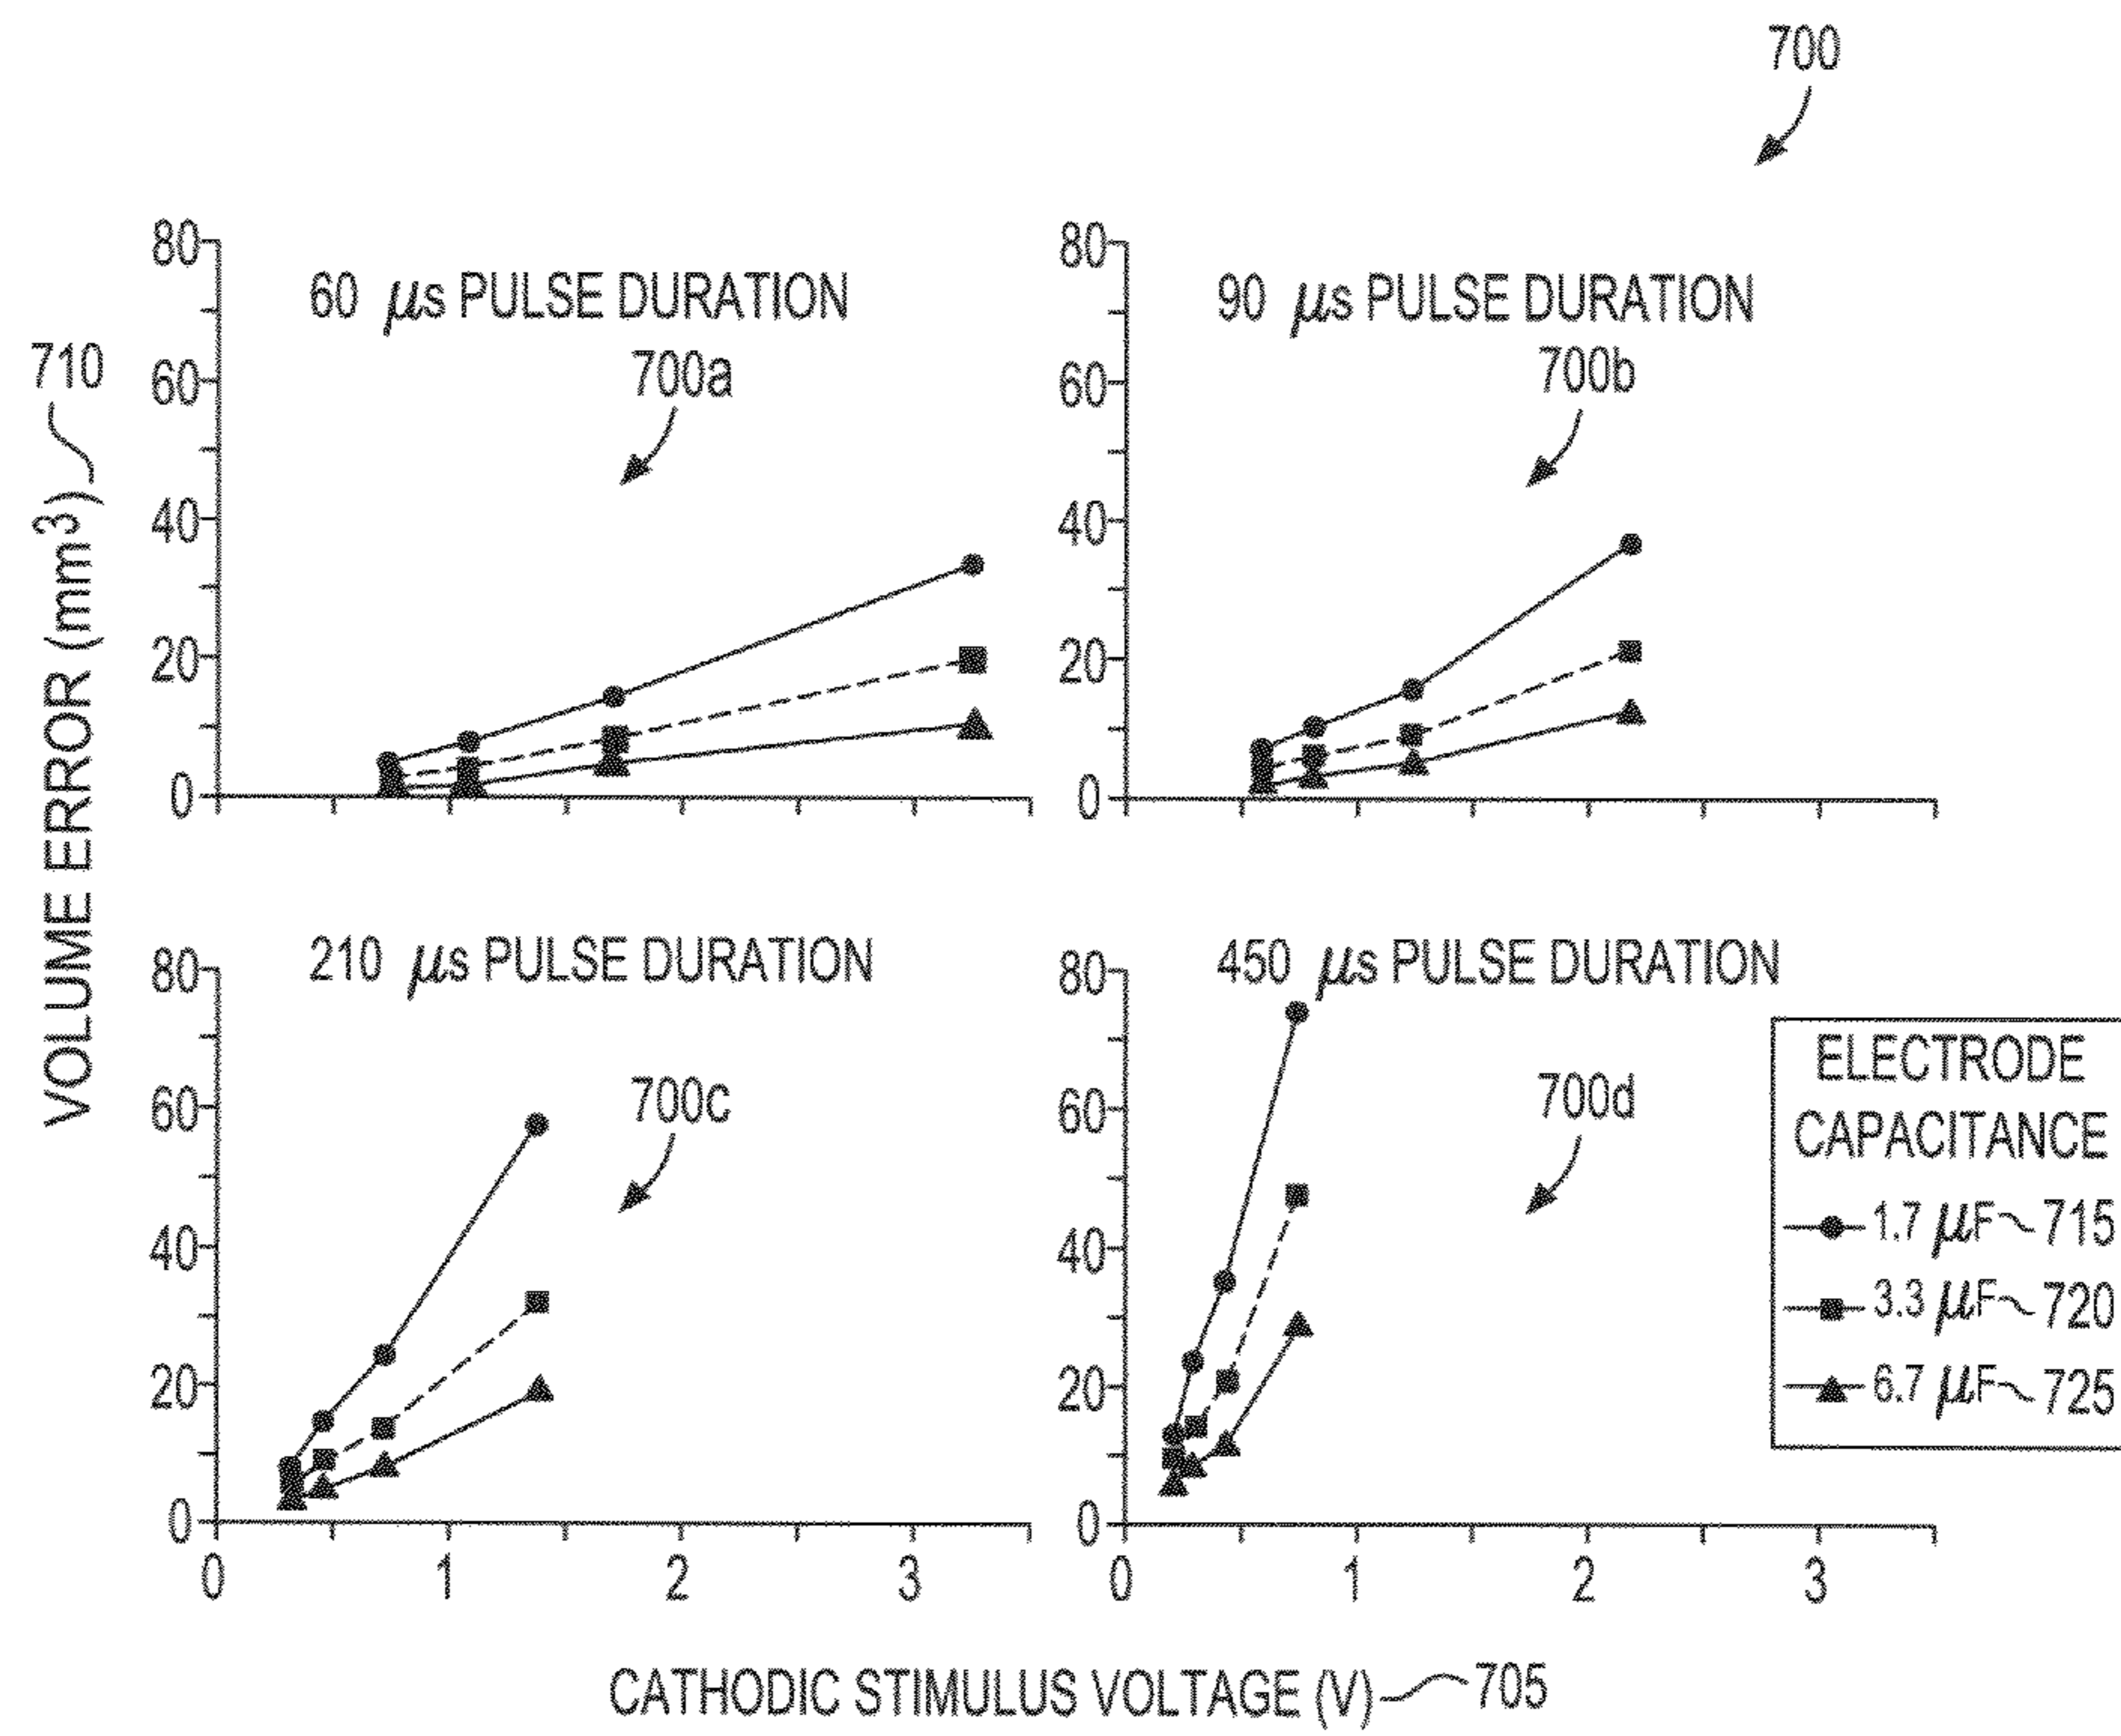 700
80
60 μs PULSE DURATION
700a
60
40
20
0
80
90 μs PULSE DURATION
700b
60
40
20
0
VOLUME ERROR (mm³) 710
80
210 μs PULSE DURATION
700c
60
40
20
0
0 1 2 3
80
450 μs PULSE DURATION
700d
60
40
20
0
0 1 2 3
ELECTRODE
CAPACITANCE
1.7 μF 715
3.3 μF 720
6.7 μF 725
CATHODIC STIMULUS VOLTAGE (V) 705